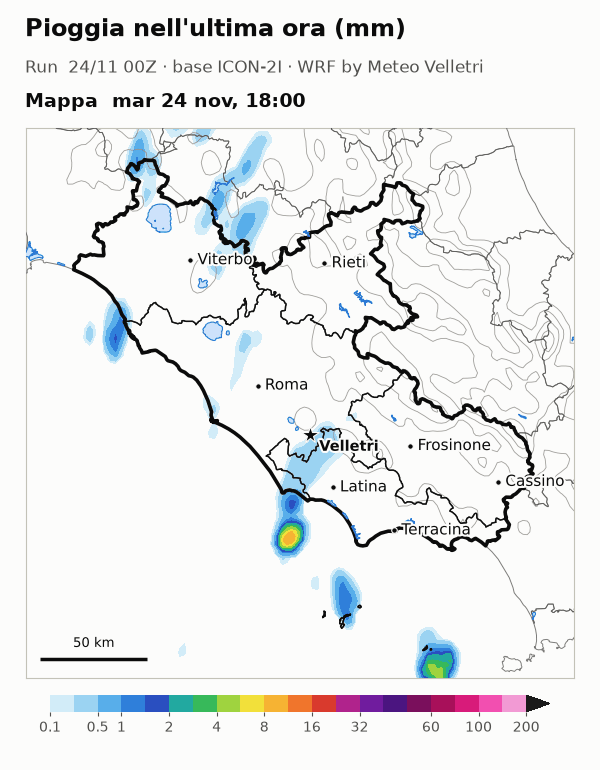 Pioggia nell'ultima ora (mm)
Run  24/11 00Z · base ICON-2I · WRF by Meteo Velletri
Mappa  mar 24 nov, 18:00
Viterbo
Rieti
Roma
Velletri
Frosinone
Latina
Cassino
Terracina
50 km
0.1 0.5 1 2 4 8 16 32 60 100 200